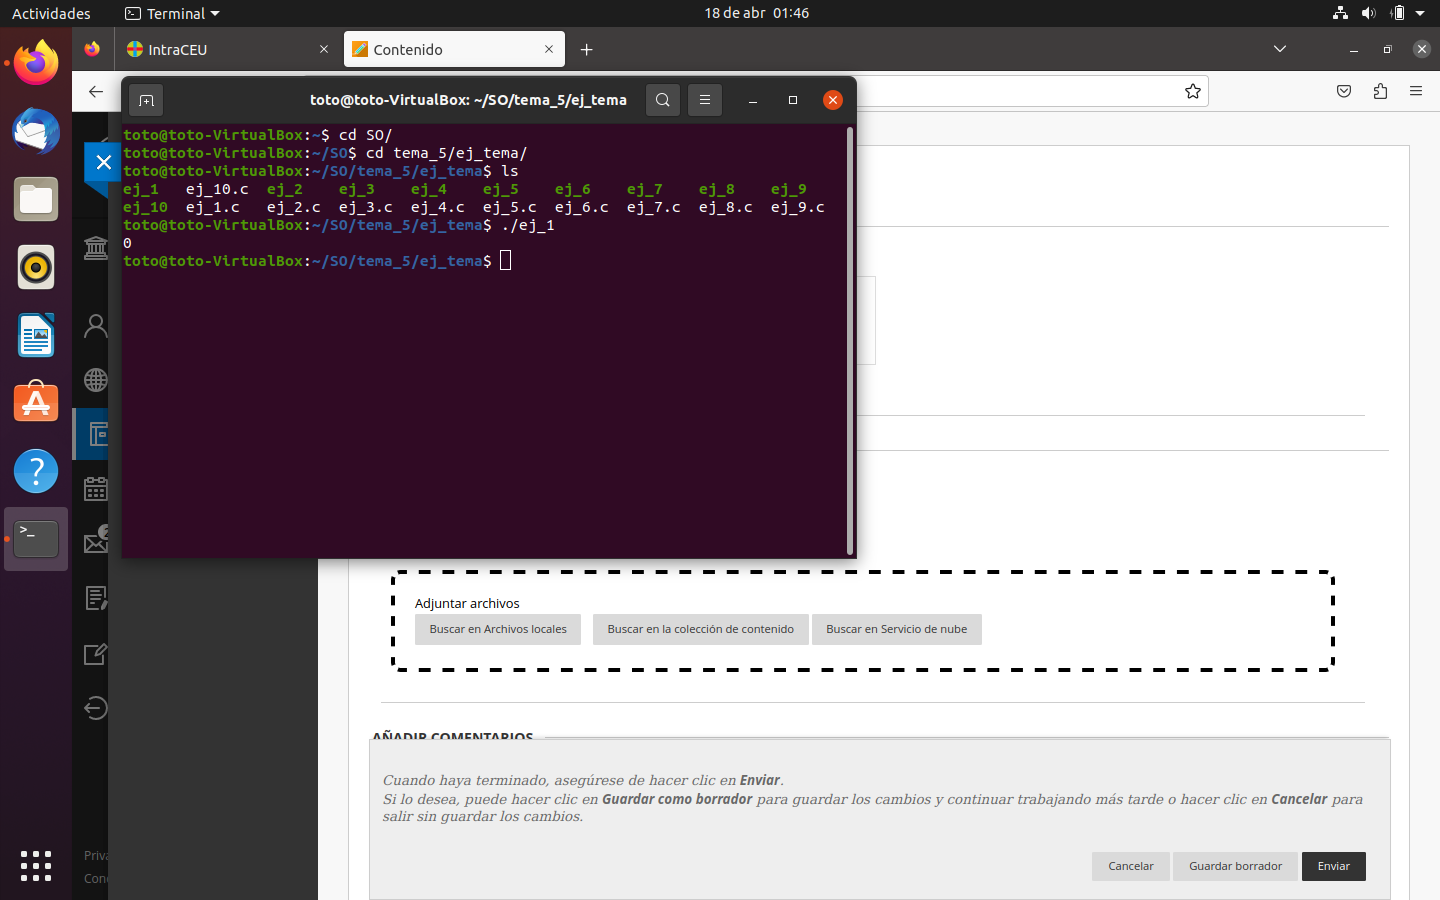 Actividades
Terminal
18 de abr 01:46
IntraCEU
Contenido
toto@toto-VirtualBox: ~/SO/tema_5/ej_tema
toto@toto-VirtualBox:~$ cd SO/
toto@toto-VirtualBox:~/SO$ cd tema_5/ej_tema/
toto@toto-VirtualBox:~/SO/tema_5/ej_tema$ ls
ej_1 ej_10.c ej_2 ej_3 ej_4 ej_5 ej_6 ej_7 ej_8 ej_9
ej_10 ej_1.c ej_2.c ej_3.c ej_4.c ej_5.c ej_6.c ej_7.c ej_8.c ej_9.c
toto@toto-VirtualBox:~/SO/tema_5/ej_tema$ ./ej_1
0
toto@toto-VirtualBox:~/SO/tema_5/ej_tema$
Adjuntar archivos
Buscar en Archivos locales Buscar en la colección de contenido Buscar en Servicio de nube
AÑADIR COMENTARIOS
Cuando haya terminado, asegúrese de hacer clic en Enviar.
Si lo desea, puede hacer clic en Guardar como borrador para guardar los cambios y continuar trabajando más tarde o hacer clic en Cancelar para
salir sin guardar los cambios.
Cancelar Guardar borrador Enviar
Priva
Cond